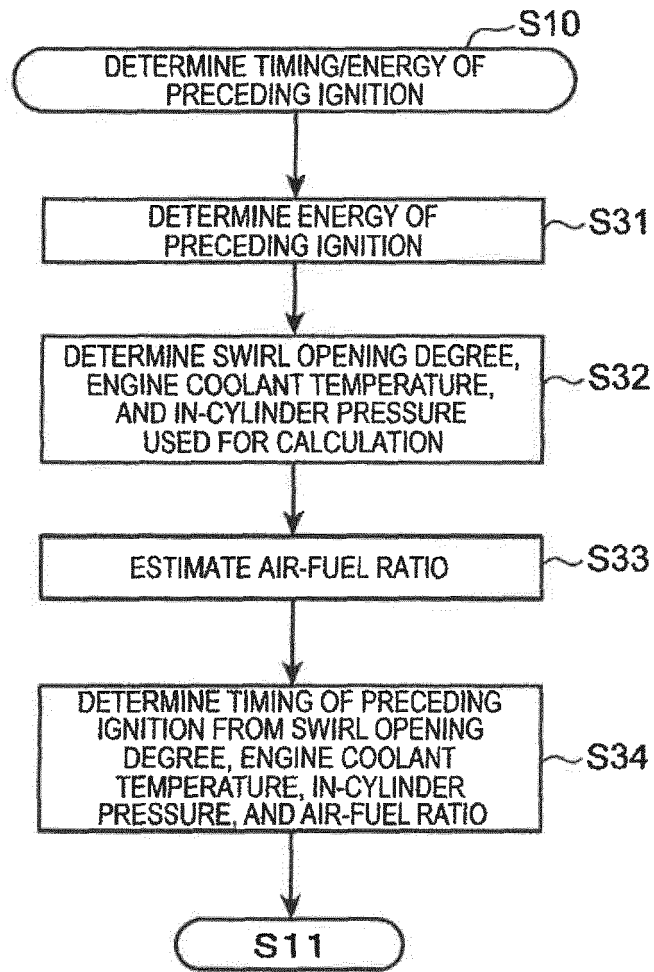 S10
DETERMINE TIMING/ENERGY OF
PRECEDING IGNITION
DETERMINE ENERGY OF
PRECEDING IGNITION
S31
DETERMINE SWIRL OPENING DEGREE,
ENGINE COOLANT TEMPERATURE,
AND IN-CYLINDER PRESSURE
USED FOR CALCULATION
S32
ESTIMATE AIR-FUEL RATIO
S33
DETERMINE TIMING OF PRECEDING
IGNITION FROM SWIRL OPENING
DEGREE, ENGINE COOLANT
TEMPERATURE, IN-CYLINDER
PRESSURE, AND AIR-FUEL RATIO
S34
S11